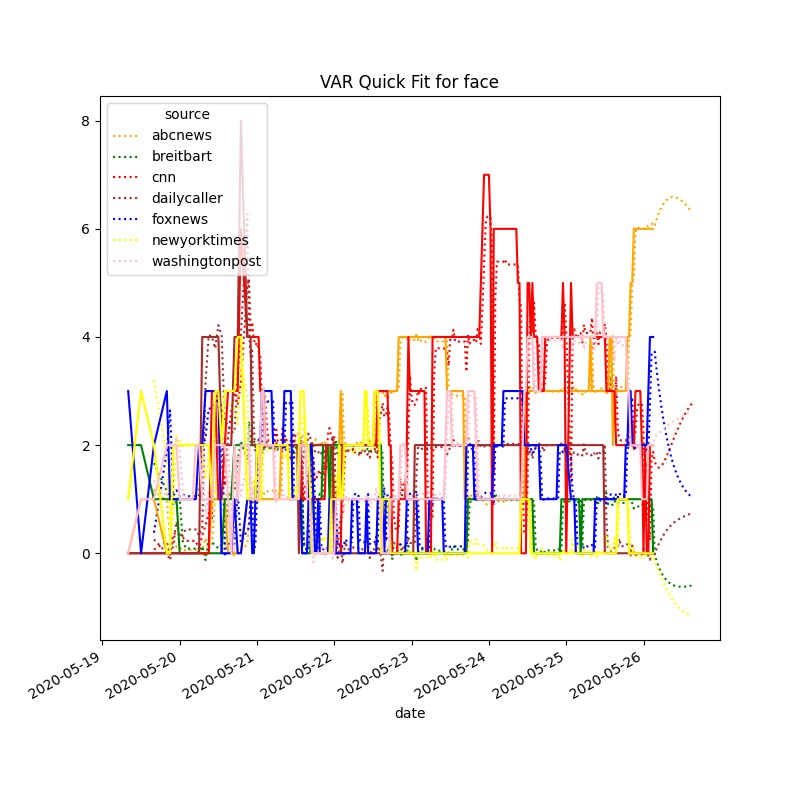 VAR Quick Fit for face
source
abcnews
breitbart
cnn
dailycaller
foxnews
newyorktimes
washingtonpost
8
6
4
2
0
2020-05-19
2020-05-20
2020-05-21
2020-05-22
2020-05-23
2020-05-24
2020-05-25
2020-05-26
date